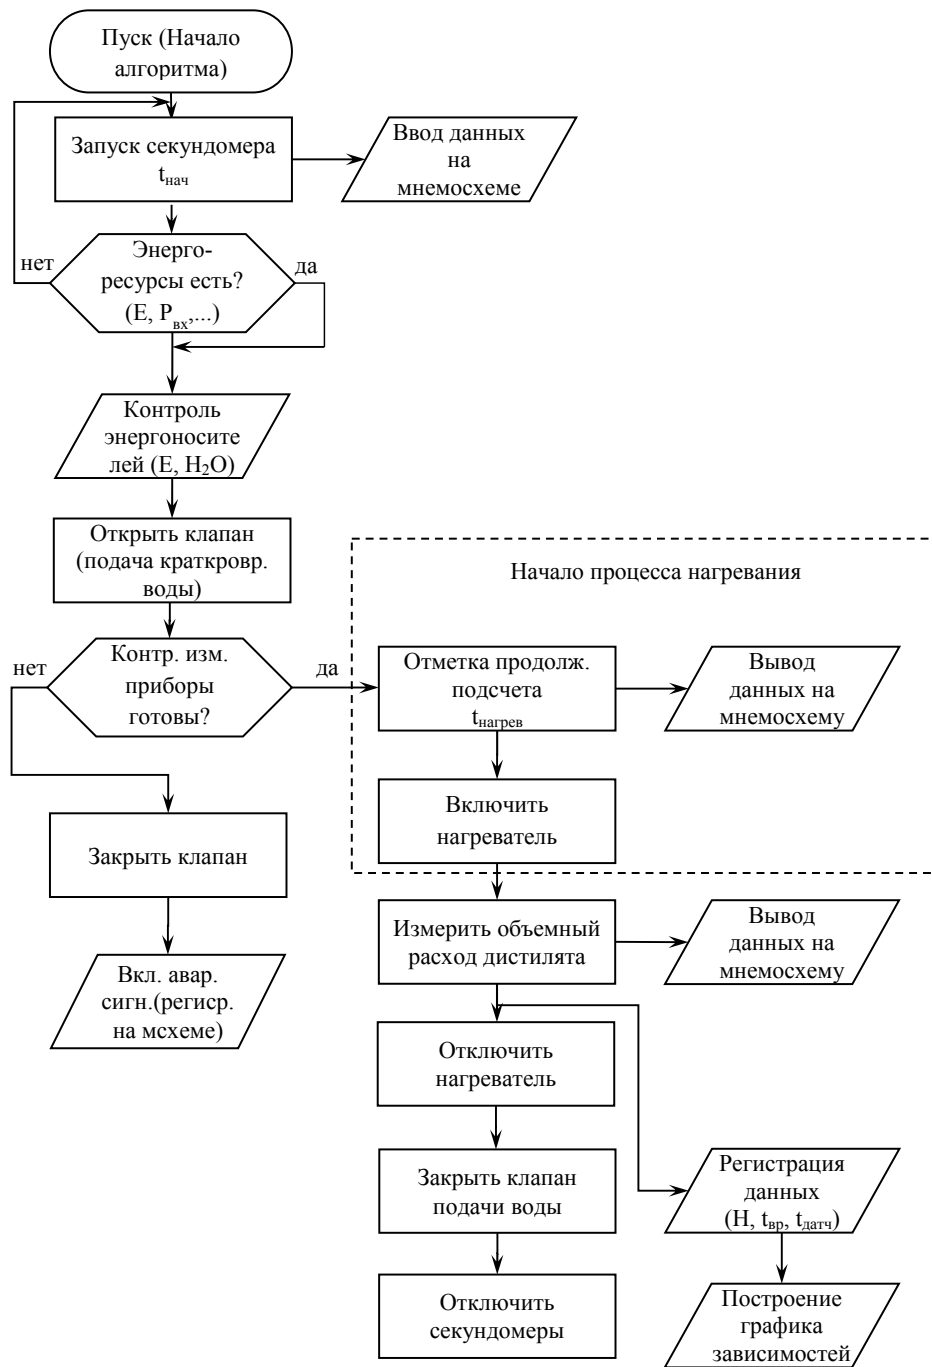 Пуск (Начало
алгоритма)
Запуск секундомера
tнач
Ввод данных
на
мнемосхеме
Энерго-
ресурсы есть?
(E, Pвх,...)
нет
да
Контроль
энергоносите
лей (E, H₂O)
Открыть клапан
(подача краткровр.
воды)
Начало процесса нагревания
Контр. изм.
приборы
готовы?
нет
да
Отметка продолж.
подсчета
tнагрев
Вывод
данных на
мнемосхему
Включить
нагреватель
Закрыть клапан
Измерить объемный
расход дистилята
Вывод
данных на
мнемосхему
Вкл. авар.
сигн.(региср.
на мсхеме)
Отключить
нагреватель
Закрыть клапан
подачи воды
Регистрация
данных
(H, tвр, tдатч)
Отключить
секундомеры
Построение
графика
зависимостей